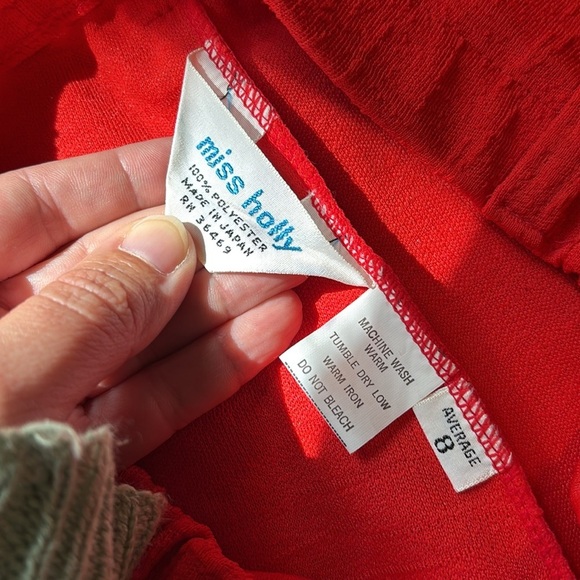 miss holly
100% POLYESTER
MADE IN JAPAN
RN 36469
MACHINE WASH
WARM
TUMBLE DRY LOW
WARM IRON
DO NOT BLEACH
AVERAGE
8